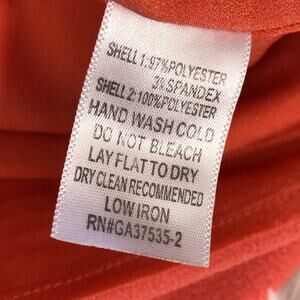 SHELL 1:97%POLYESTER
3%SPANDEX
SHELL 2:100%POLYESTER
HAND WASH COLD
DO NOT BLEACH
LAY FLAT TO DRY
DRY CLEAN RECOMMENDED
LOW IRON
RN#GA37535-2